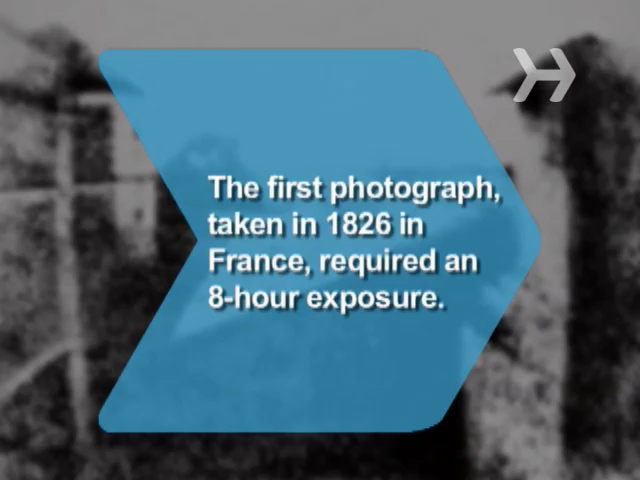 The first photograph,
taken in 1826 in
France, required an
8-hour exposure.